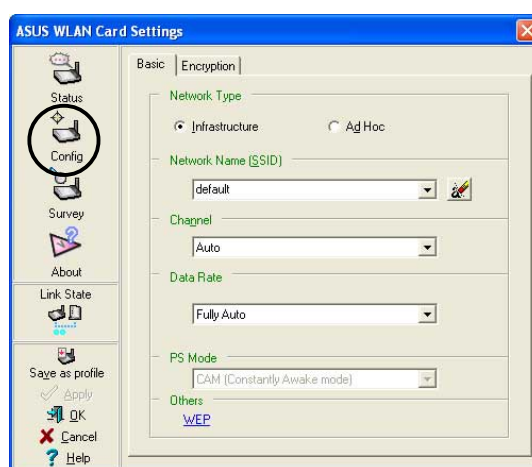 ASUS WLAN Card Settings
Status
Config
Survey
About
Link State
Save as profile
Apply
OK
Cancel
Help
Basic
Encryption
Network Type
Infrastructure
Ad Hoc
Network Name (SSID)
default
Channel
Auto
Data Rate
Fully Auto
PS Mode
CAM (Constantly Awake mode)
Others
WEP